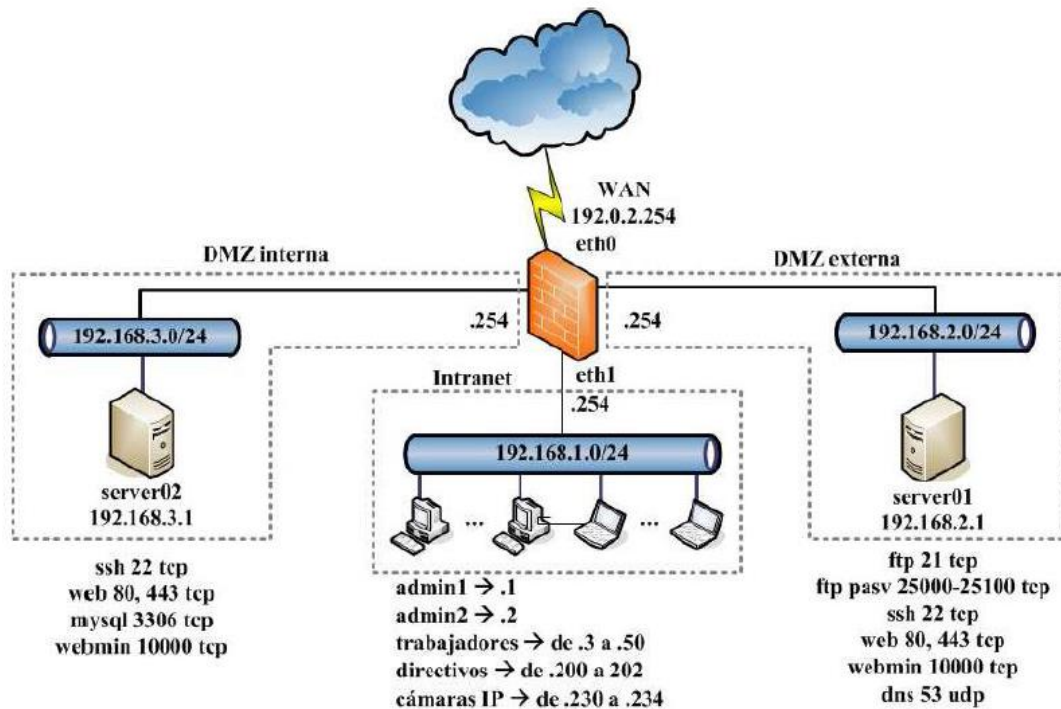 WAN
192.0.2.254
eth0
DMZ interna
DMZ externa
.254
.254
192.168.3.0/24
192.168.2.0/24
eth1
Intranet
.254
192.168.1.0/24
server02
192.168.3.1
server01
192.168.2.1
...
...
ssh 22 tcp
web 80, 443 tcp
mysql 3306 tcp
webmin 10000 tcp
admin1 → .1
admin2 → .2
trabajadores → de .3 a .50
directivos → de .200 a 202
cámaras IP → de .230 a .234
ftp 21 tcp
ftp pasv 25000-25100 tcp
ssh 22 tcp
web 80, 443 tcp
webmin 10000 tcp
dns 53 udp